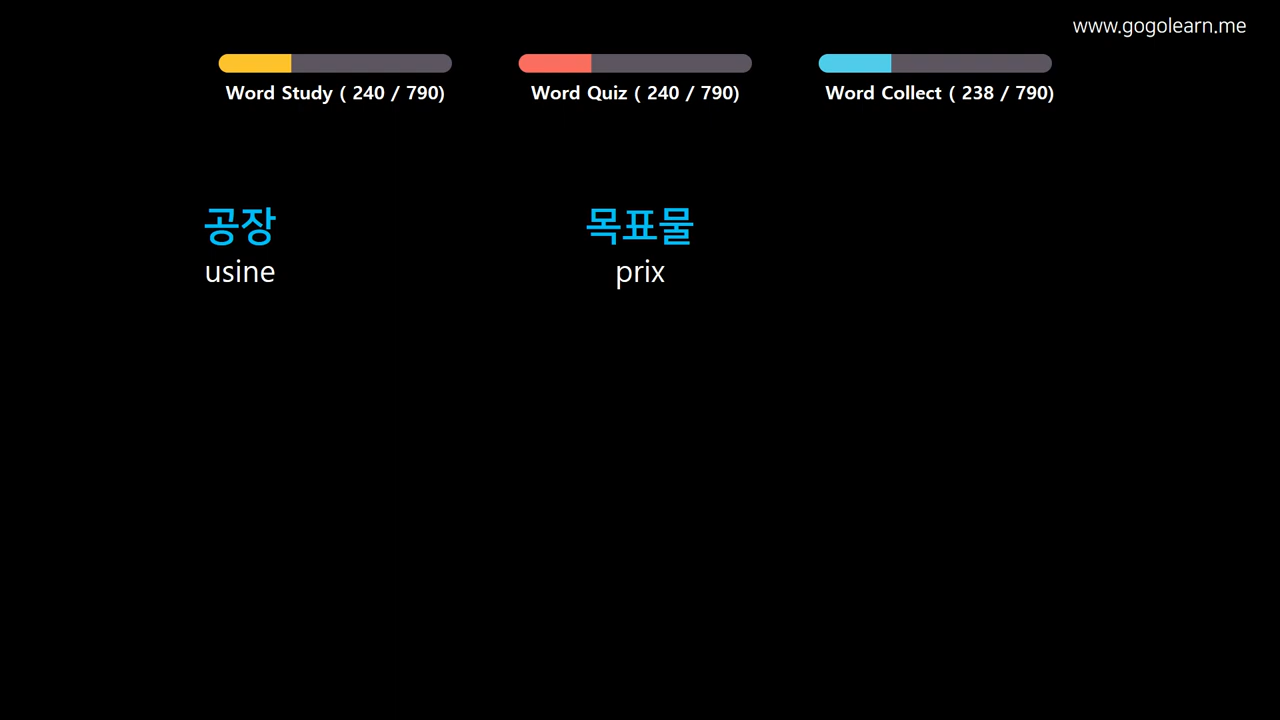 www.gogolearn.me
Word Study ( 240 / 790)
Word Quiz ( 240 / 790)
Word Collect ( 238 / 790)
공장
usine
목표물
prix